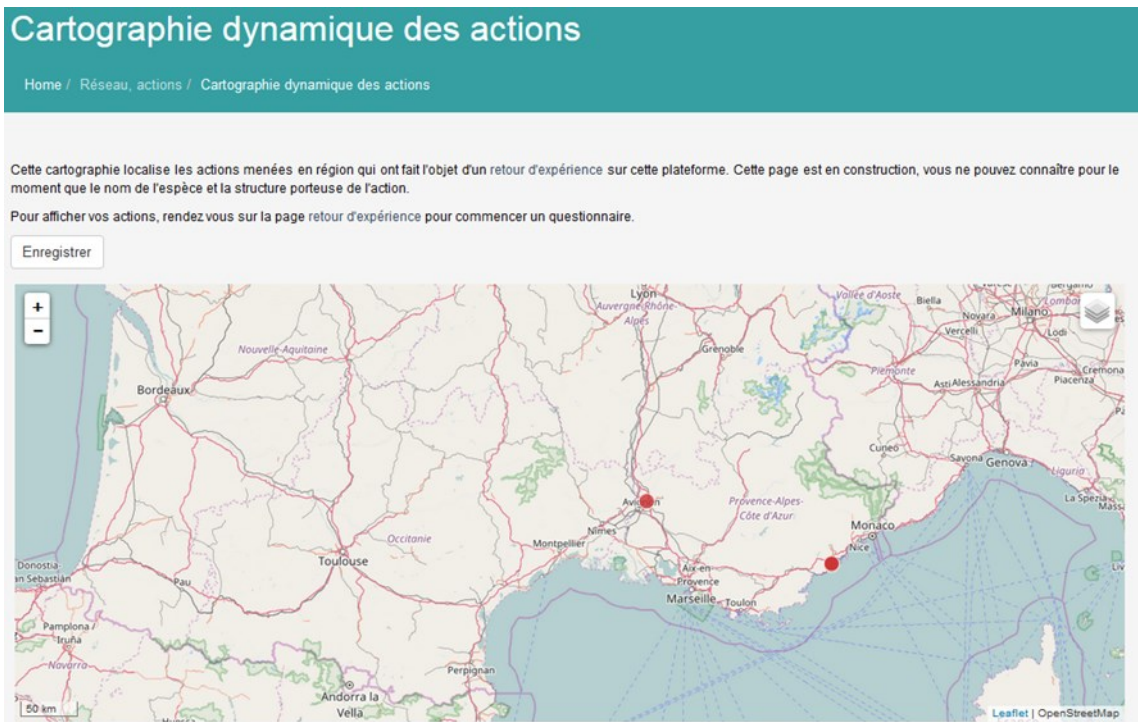 Cartographie dynamique des actions
Home / Réseau, actions / Cartographie dynamique des actions
Cette cartographie localise les actions menées en région qui ont fait l'objet d'un retour d'expérience sur cette plateforme. Cette page est en construction, vous ne pouvez connaître pour le
moment que le nom de l'espèce et la structure porteuse de l'action.
Pour afficher vos actions, rendez vous sur la page retour d'expérience pour commencer un questionnaire.
Enregistrer
+
−
Lyon
Auvergne-Rhône-
Alpes
Vallée d'Aoste
Biella
Novara
Milano
Vercelli
Lodi
Nouvelle-Aquitaine
Grenoble
Pavia
Cremona
Piacenza
Piemonte
Asti
Alessandria
Bordeaux
Cuneo
Savona
Genova
Liguria
La Spezia
Massa
Provence-Alpes-
Côte d'Azur
Monaco
Nice
Occitanie
Nîmes
Montpellier
Toulouse
Aix-en-
Provence
Marseille
Toulon
Donostia-
an Sebastián
Pau
Pamplona /
Iruña
Navarra
Perpignan
Andorra la
Vella
Huesca
50 km
Leaflet | OpenStreetMap